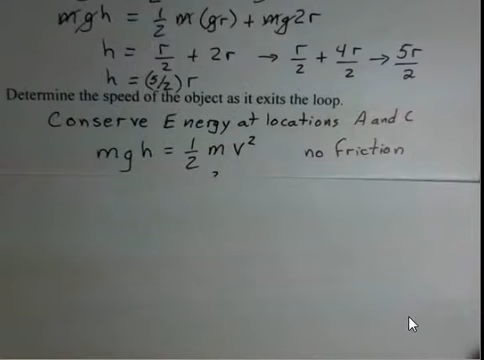 mgh = 1/2 m(gr) + mg2r
h = r/2 + 2r → r/2 + 4r/2 → 5r/2
h = (5/2) r
Determine the speed of the object as it exits the loop.
Conserve Energy at locations A and C
mgh = 1/2 m v² no friction